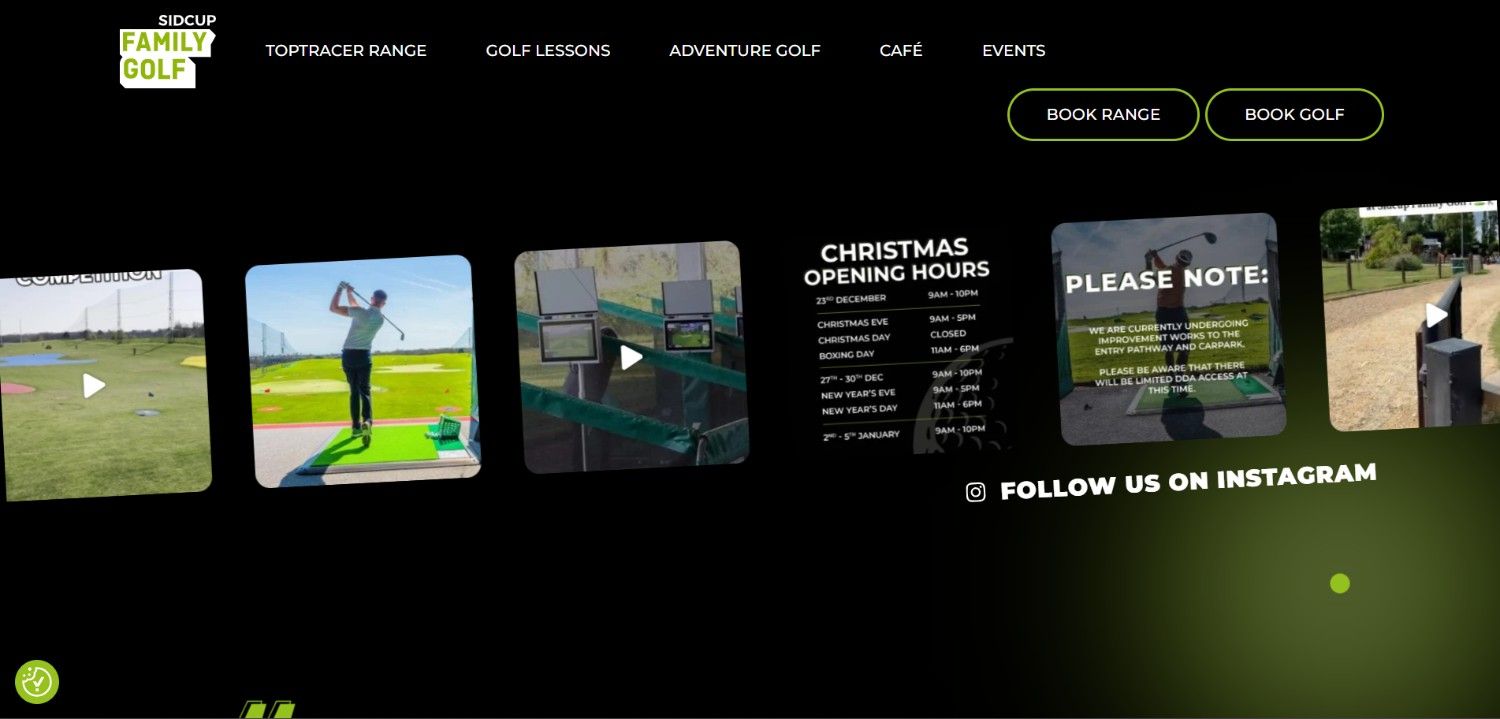 SIDCUP
FAMILY
GOLF
TOPTRACER RANGE
GOLF LESSONS
ADVENTURE GOLF
CAFÉ
EVENTS
BOOK RANGE
BOOK GOLF
COMPETITION
CHRISTMAS
OPENING HOURS
23RD DECEMBER 9AM - 10PM
CHRISTMAS EVE 9AM - 5PM
CHRISTMAS DAY CLOSED
BOXING DAY 11AM - 6PM
27TH - 30TH DEC 9AM - 10PM
NEW YEAR'S EVE 9AM - 5PM
NEW YEAR'S DAY 11AM - 6PM
2ND - 5TH JANUARY 9AM - 10PM
PLEASE NOTE:
WE ARE CURRENTLY UNDERGOING
IMPROVEMENT WORKS TO THE
ENTRY PATHWAY AND CARPARK.
PLEASE BE AWARE THAT THERE
WILL BE LIMITED DDA ACCESS AT
THIS TIME.
at Sidcup Family Golf
FOLLOW US ON INSTAGRAM